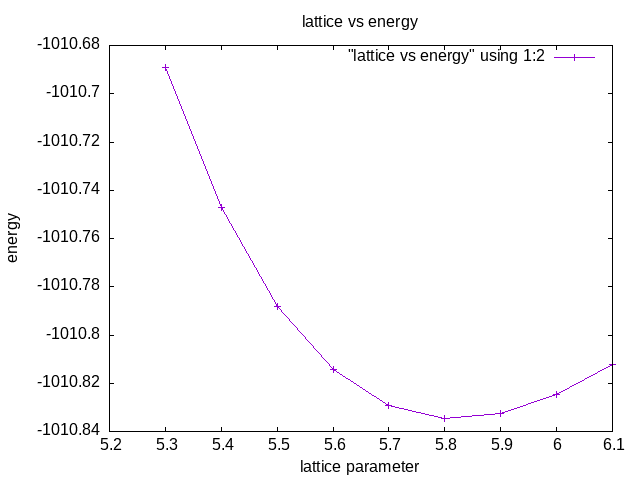 lattice vs energy
"lattice vs energy" using 1:2
-1010.68
-1010.7
-1010.72
-1010.74
-1010.76
-1010.78
-1010.8
-1010.82
-1010.84
energy
5.2 5.3 5.4 5.5 5.6 5.7 5.8 5.9 6 6.1
lattice parameter